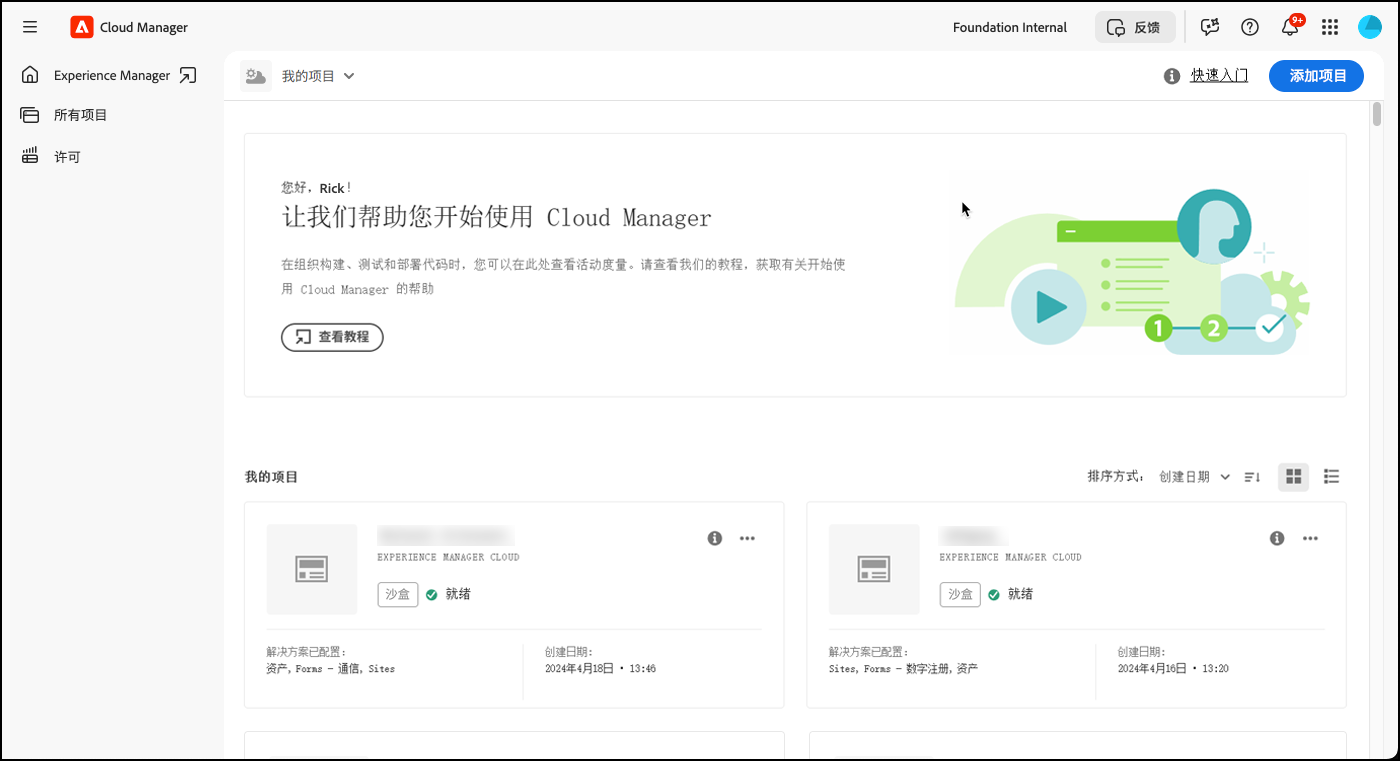 Cloud Manager
Foundation Internal
反馈
9+
Experience Manager
所有项目
许可
我的项目
快速入门
添加项目
您好，Rick！
让我们帮助您开始使用 Cloud Manager
在组织构建、测试和部署代码时，您可以在此处查看活动度量。请查看我们的教程，获取有关开始使
用 Cloud Manager 的帮助
查看教程
1
2
我的项目
排序方式：
创建日期
EXPERIENCE MANAGER CLOUD
沙盒
就绪
解决方案已配置：
资产, Forms - 通信, Sites
创建日期：
2024年4月18日 • 13:46
EXPERIENCE MANAGER CLOUD
沙盒
就绪
解决方案已配置：
Sites, Forms - 数字注册, 资产
创建日期：
2024年4月16日 • 13:20